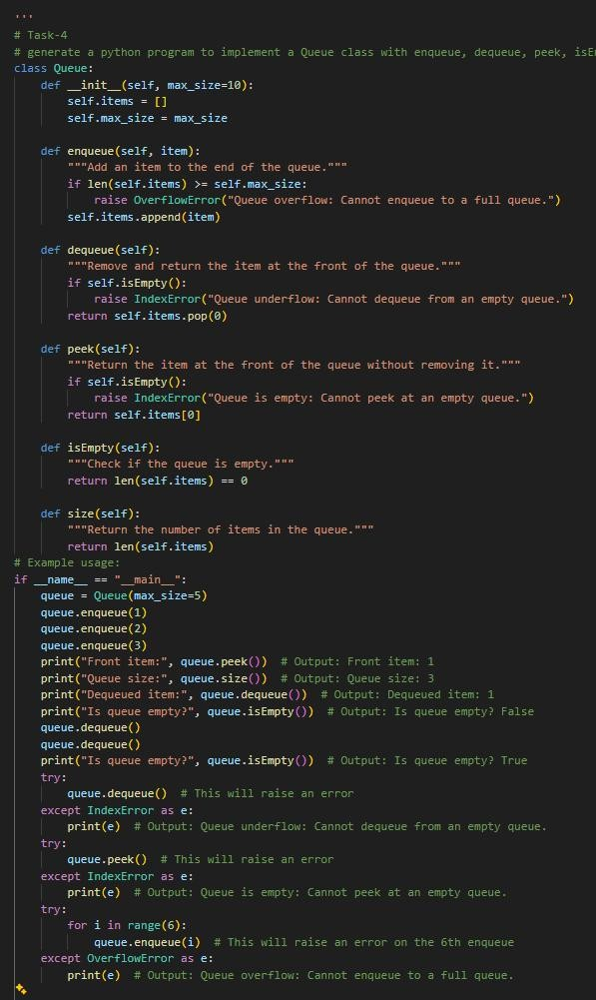 '''
# Task-4
# generate a python program to implement a Queue class with enqueue, dequeue, peek, isE
class Queue:
    def __init__(self, max_size=10):
        self.items = []
        self.max_size = max_size

    def enqueue(self, item):
        """Add an item to the end of the queue."""
        if len(self.items) >= self.max_size:
            raise OverflowError("Queue overflow: Cannot enqueue to a full queue.")
        self.items.append(item)

    def dequeue(self):
        """Remove and return the item at the front of the queue."""
        if self.isEmpty():
            raise IndexError("Queue underflow: Cannot dequeue from an empty queue.")
        return self.items.pop(0)

    def peek(self):
        """Return the item at the front of the queue without removing it."""
        if self.isEmpty():
            raise IndexError("Queue is empty: Cannot peek at an empty queue.")
        return self.items[0]

    def isEmpty(self):
        """Check if the queue is empty."""
        return len(self.items) == 0

    def size(self):
        """Return the number of items in the queue."""
        return len(self.items)
# Example usage:
if __name__ == "__main__":
    queue = Queue(max_size=5)
    queue.enqueue(1)
    queue.enqueue(2)
    queue.enqueue(3)
    print("Front item:", queue.peek())  # Output: Front item: 1
    print("Queue size:", queue.size())  # Output: Queue size: 3
    print("Dequeued item:", queue.dequeue())  # Output: Dequeued item: 1
    print("Is queue empty?", queue.isEmpty())  # Output: Is queue empty? False
    queue.dequeue()
    queue.dequeue()
    print("Is queue empty?", queue.isEmpty())  # Output: Is queue empty? True
    try:
        queue.dequeue()  # This will raise an error
    except IndexError as e:
        print(e)  # Output: Queue underflow: Cannot dequeue from an empty queue.
    try:
        queue.peek()  # This will raise an error
    except IndexError as e:
        print(e)  # Output: Queue is empty: Cannot peek at an empty queue.
    try:
        for i in range(6):
            queue.enqueue(i)  # This will raise an error on the 6th enqueue
    except OverflowError as e:
        print(e)  # Output: Queue overflow: Cannot enqueue to a full queue.